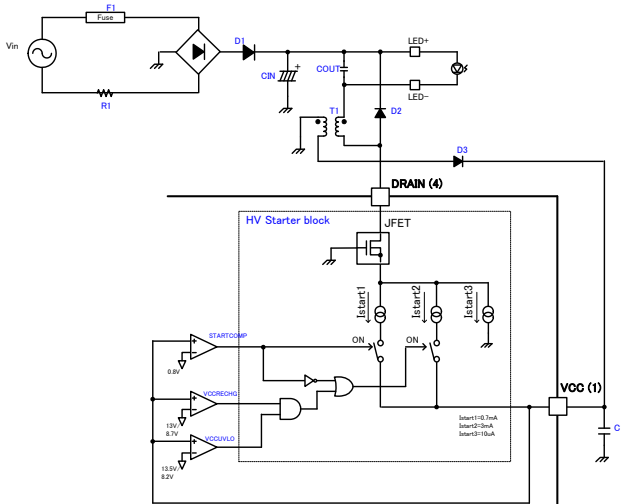 F1
Fuse
Vin
R1
D1
CIN
+
COUT
LED+
LED-
T1
D2
D3
DRAIN (4)
HV Starter block
JFET
Istart1
Istart2
Istart3
STARTCOMP
ON
ON
+
-
0.8V
VCCRECHG
+
-
13V/
8.7V
VCCUVLO
+
-
13.5V/
8.2V
VCC (1)
Istart1=0.7mA
Istart2=3mA
Istart3=10uA
C